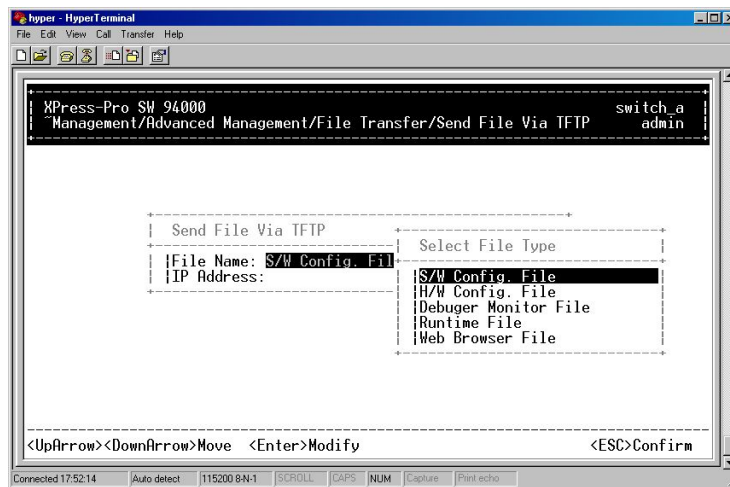 hyper - HyperTerminal
File Edit View Call Transfer Help
XPress-Pro SW 94000 switch_a
~Management/Advanced Management/File Transfer/Send File Via TFTP admin
Send File Via TFTP
Select File Type
File Name: S/W Config. Fil
IP Address:
S/W Config. File
H/W Config. File
Debuger Monitor File
Runtime File
Web Browser File
<UpArrow><DownArrow>Move <Enter>Modify <ESC>Confirm
Connected 17:52:14 Auto detect 115200 8-N-1 SCROLL CAPS NUM Capture Print echo